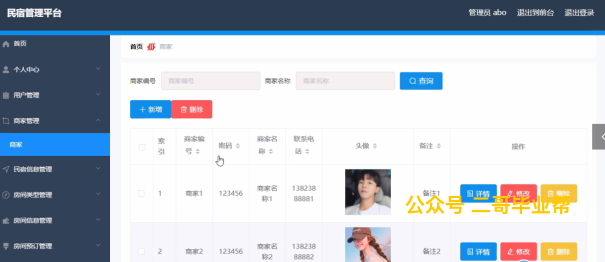 民宿管理平台 管理员 abo 退出到前台 退出登录
首页
个人中心
用户管理
商家管理
商家
民宿信息管理
房间类型管理
房间信息管理
房间预订管理
首页 商家
商家编号 商家编号 商家名称 商家名称 查询
+ 新增 删除
索引 商家编号 密码 商家名称 联系电话 头像 备注 操作
1 商家1 123456 商家名称1 13823888881 备注1 详情 修改 删除
公众号 二哥毕业帮
2 商家2 123456 商家名称2 13823888882 备注2 详情 修改 删除